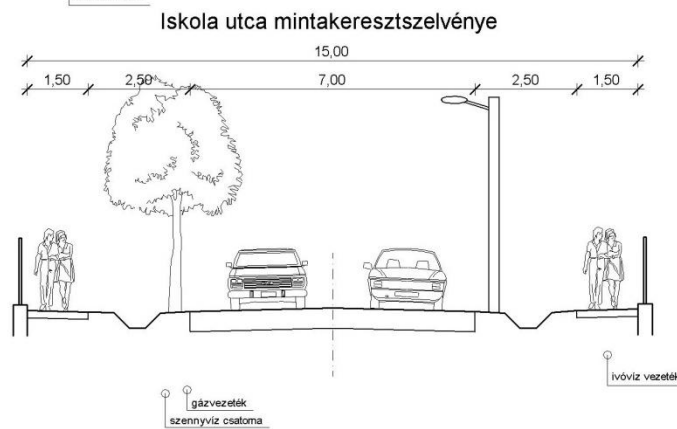 Iskola utca mintakeresztszelvénye
15,00
1,50 2,50 7,00 2,50 1,50
ivóvíz vezeték
gázvezeték
szennyvíz csatorna